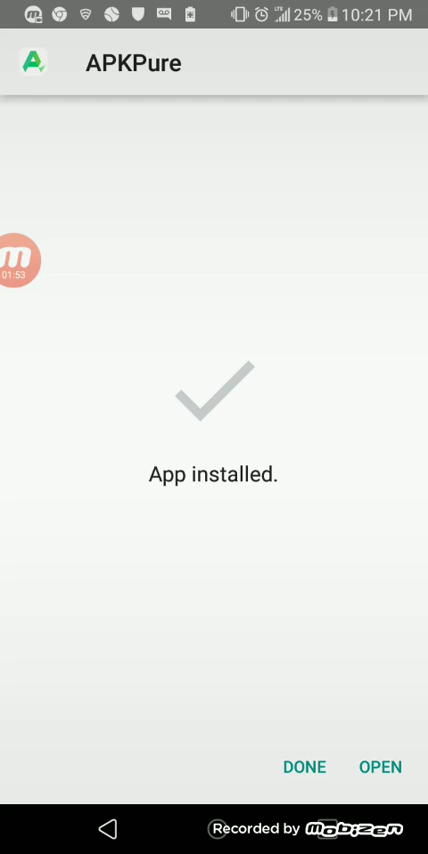 25% 10:21 PM
APKPure
01:53
App installed.
DONE OPEN
Recorded by mobizen